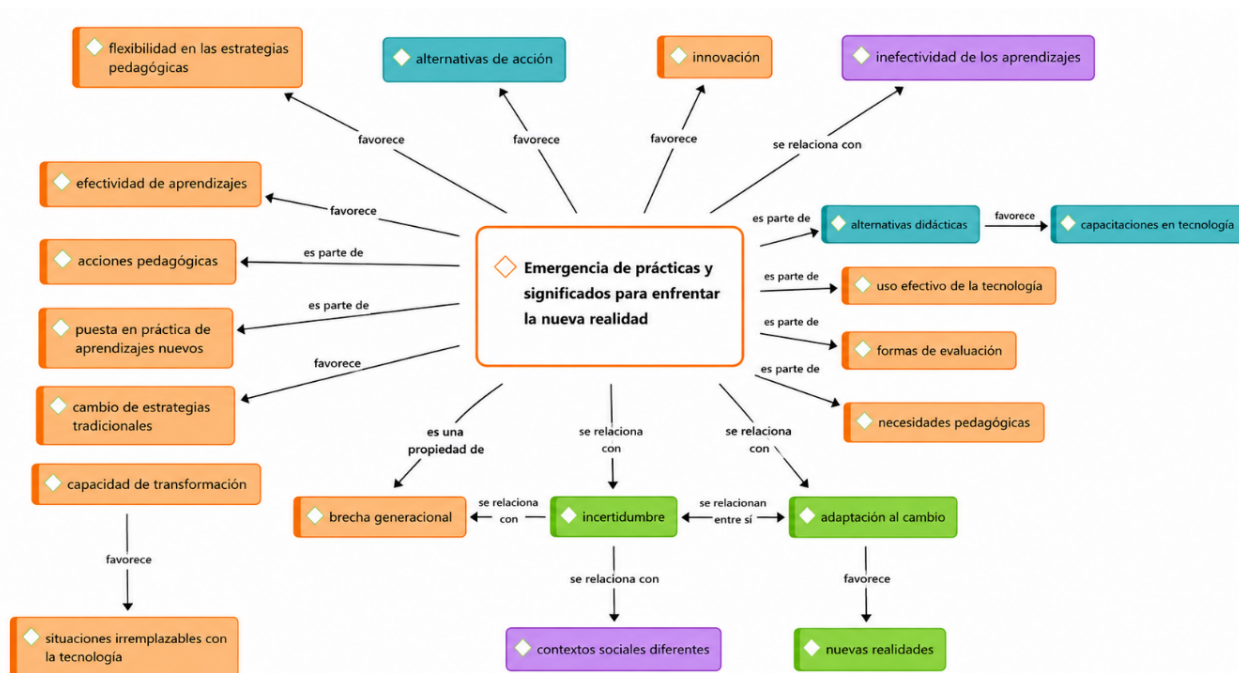 flexibilidad en las estrategias
pedagógicas
alternativas de acción
innovación
inefectividad de los aprendizajes
favorece
favorece
favorece
se relaciona con
efectividad de aprendizajes
favorece
es parte de
alternativas didácticas
favorece
capacitaciones en tecnología
acciones pedagógicas
es parte de
Emergencia de prácticas y
significados para enfrentar
la nueva realidad
es parte de
uso efectivo de la tecnología
puesta en práctica de
aprendizajes nuevos
es parte de
es parte de
formas de evaluación
cambio de estrategias
tradicionales
favorece
es parte de
necesidades pedagógicas
es una
propiedad de
se relaciona
con
se relaciona
con
capacidad de transformación
brecha generacional
se relaciona
con
incertidumbre
se relacionan
entre sí
adaptación al cambio
favorece
se relaciona con
favorece
situaciones irremplazables con
la tecnología
contextos sociales diferentes
nuevas realidades